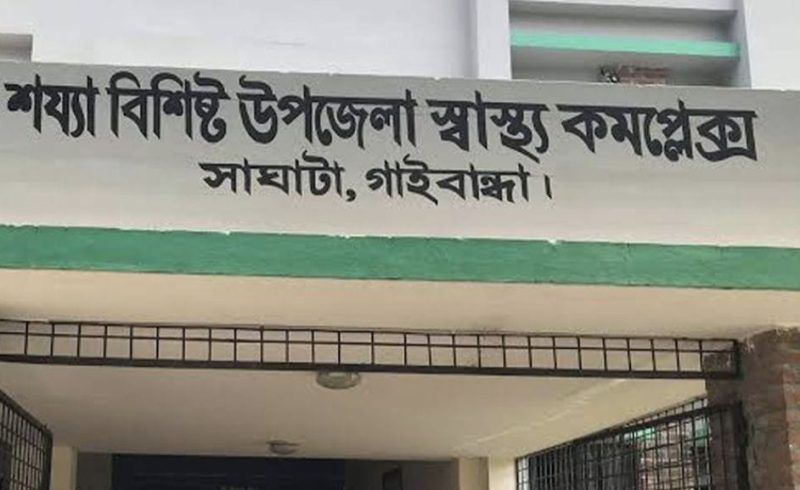 শয্যা বিশিষ্ট উপজেলা স্বাস্থ্য কমপ্লেক্স
সাঘাটা, গাইবান্ধা।